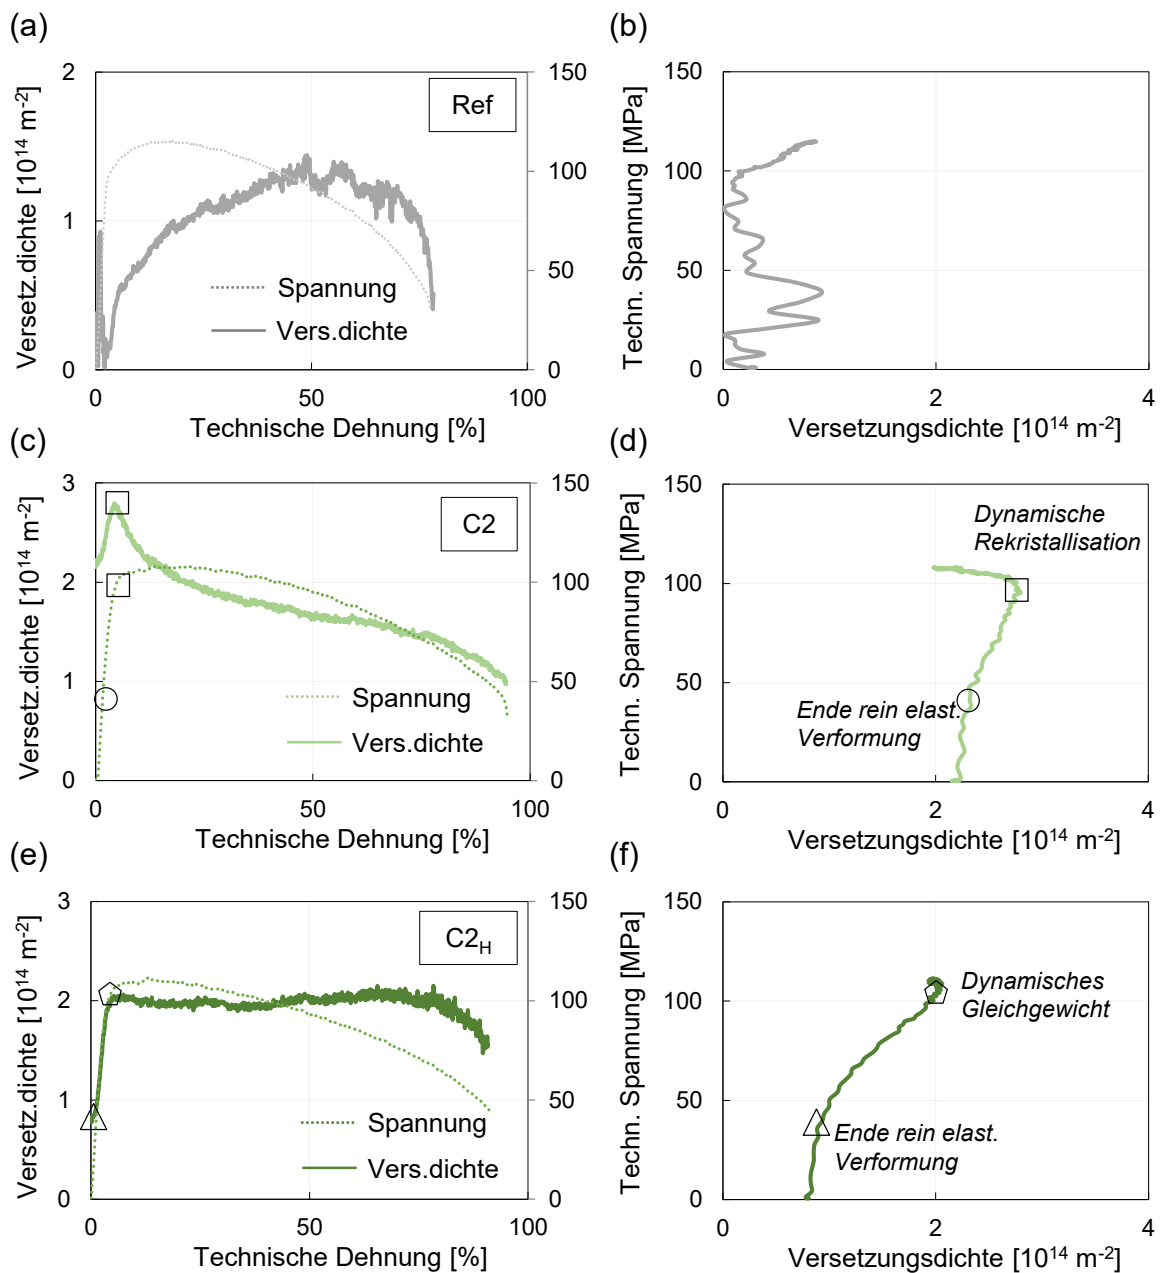 (a)
Versetz.dichte [10¹⁴ m⁻²]
2
1
0
150
100
50
0
Ref
Spannung
Vers.dichte
0 50 100
Technische Dehnung [%]
(b)
Techn. Spannung [MPa]
150
100
50
0
0 2 4
Versetzungsdichte [10¹⁴ m⁻²]
(c)
Versetz.dichte [10¹⁴ m⁻²]
3
2
1
0
150
100
50
0
C2
Spannung
Vers.dichte
0 50 100
Technische Dehnung [%]
(d)
Techn. Spannung [MPa]
150
100
50
0
Dynamische
Rekristallisation
Ende rein elast.
Verformung
0 2 4
Versetzungsdichte [10¹⁴ m⁻²]
(e)
Versetz.dichte [10¹⁴ m⁻²]
3
2
1
0
150
100
50
0
C2H
Spannung
Vers.dichte
0 50 100
Technische Dehnung [%]
(f)
Techn. Spannung [MPa]
150
100
50
0
Dynamisches
Gleichgewicht
Ende rein elast.
Verformung
0 2 4
Versetzungsdichte [10¹⁴ m⁻²]